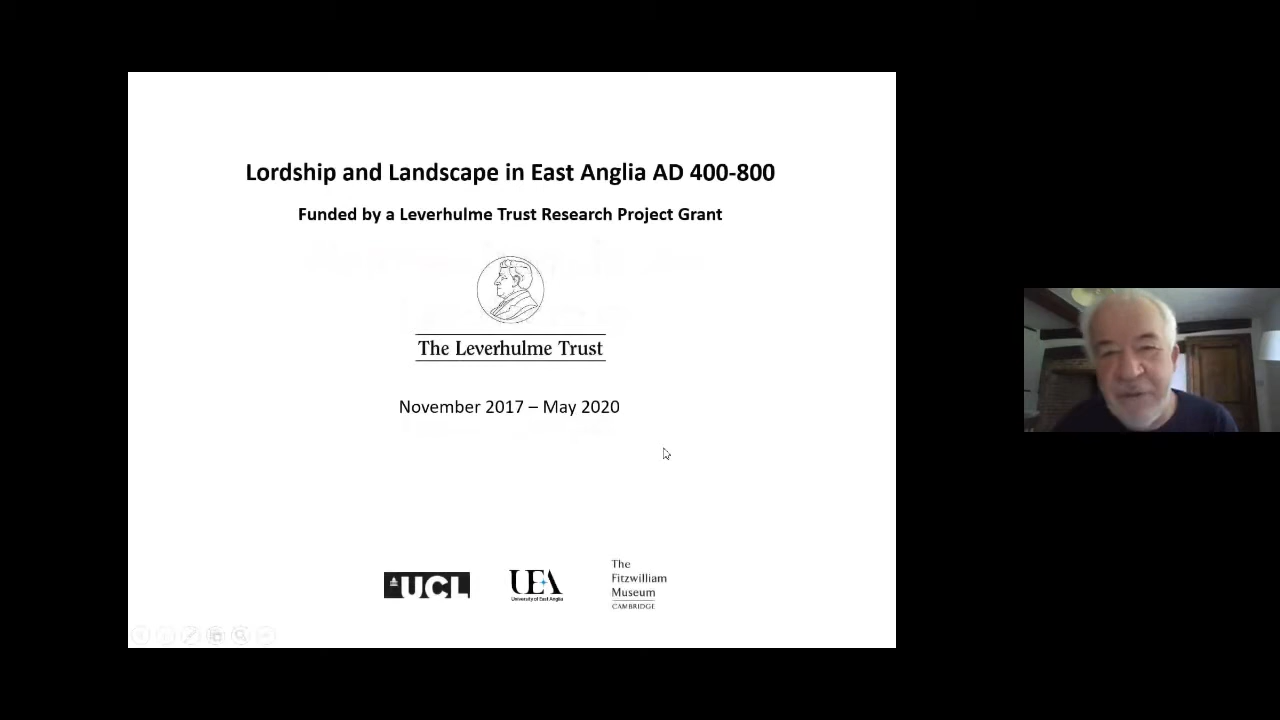 Lordship and Landscape in East Anglia AD 400-800
Funded by a Leverhulme Trust Research Project Grant
The Leverhulme Trust
November 2017 – May 2020
UCL
UEA
University of East Anglia
The
Fitzwilliam
Museum
CAMBRIDGE